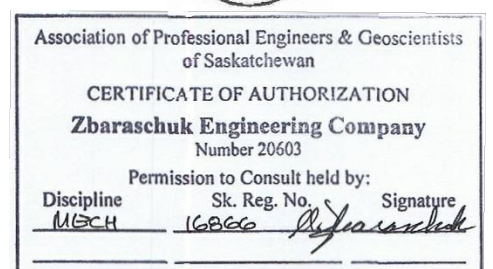 Association of Professional Engineers & Geoscientists
of Saskatchewan
CERTIFICATE OF AUTHORIZATION
Zbaraschuk Engineering Company
Number 20603
Permission to Consult held by:
Discipline Sk. Reg. No. Signature
MECH 16866 Zbaraschuk